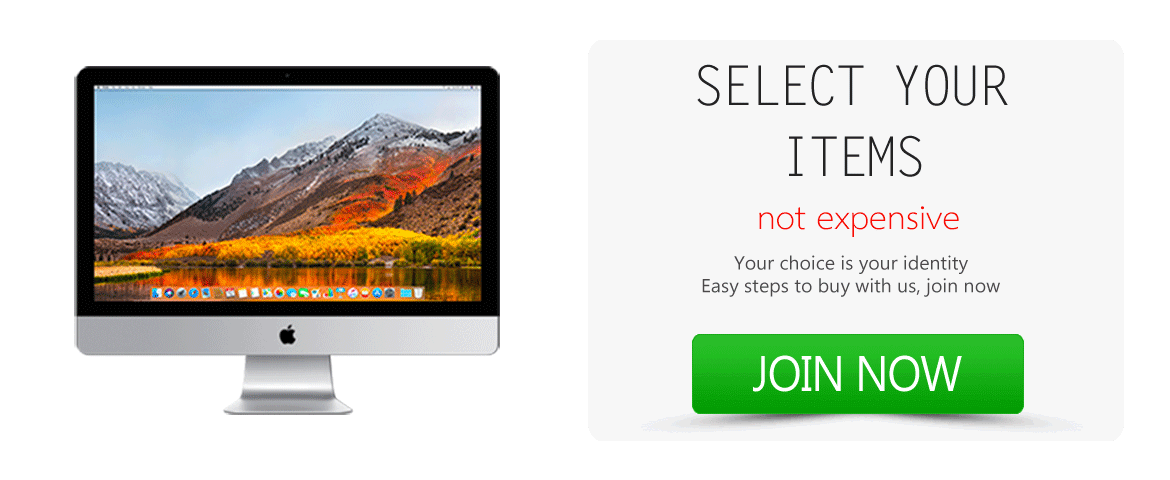 SELECT YOUR
ITEMS
not expensive
Your choice is your identity
Easy steps to buy with us, join now
JOIN NOW